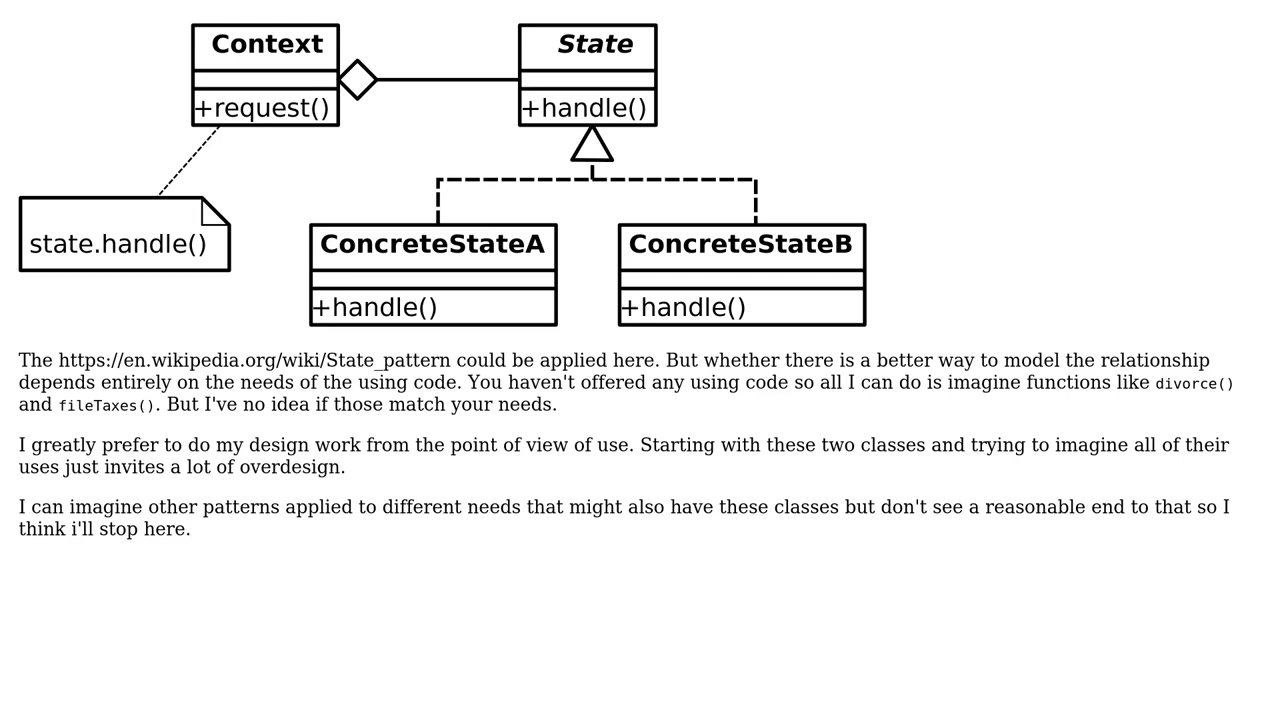 Context
State
+request()
+handle()
state.handle()
ConcreteStateA
ConcreteStateB
+handle()
+handle()
The https://en.wikipedia.org/wiki/State_pattern could be applied here. But whether there is a better way to model the relationship
depends entirely on the needs of the using code. You haven't offered any using code so all I can do is imagine functions like divorce()
and fileTaxes(). But I've no idea if those match your needs.
I greatly prefer to do my design work from the point of view of use. Starting with these two classes and trying to imagine all of their
uses just invites a lot of overdesign.
I can imagine other patterns applied to different needs that might also have these classes but don't see a reasonable end to that so I
think i'll stop here.